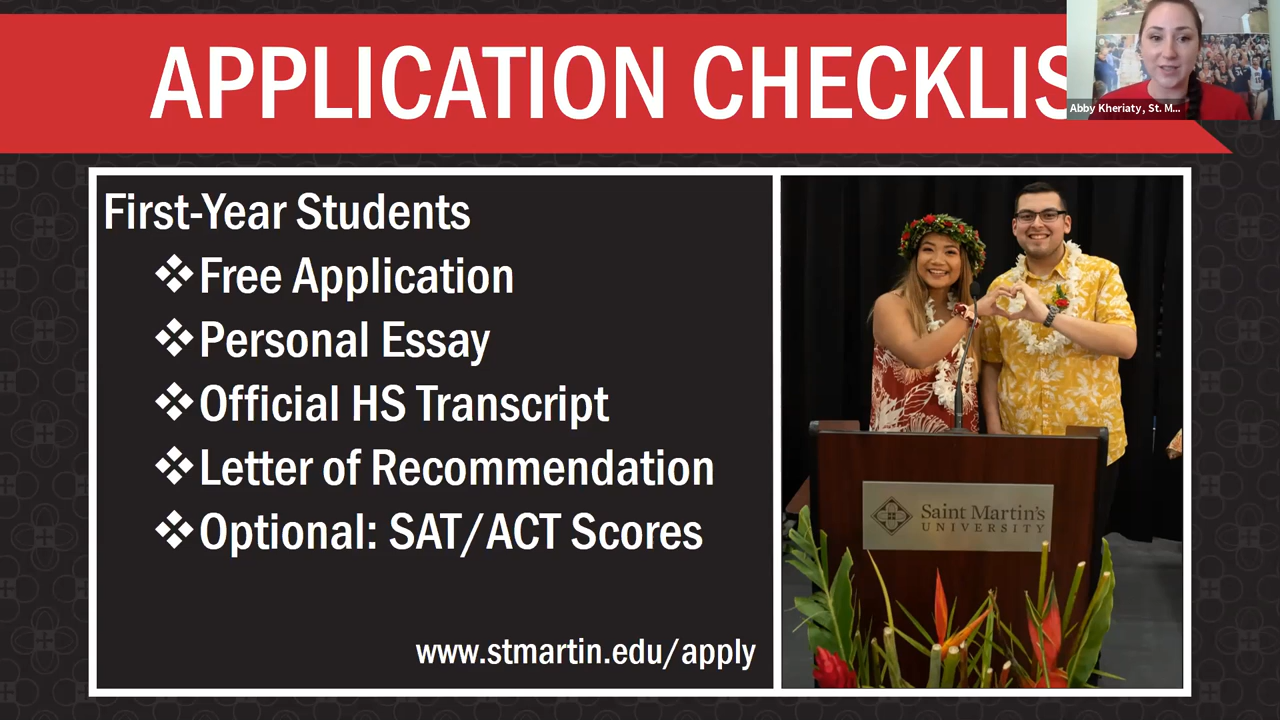 APPLICATION CHECKLIS
Abby Kheriaty, St. M...
First-Year Students
❖Free Application
❖Personal Essay
❖Official HS Transcript
❖Letter of Recommendation
❖Optional: SAT/ACT Scores
www.stmartin.edu/apply
Saint Martin's
UNIVERSITY